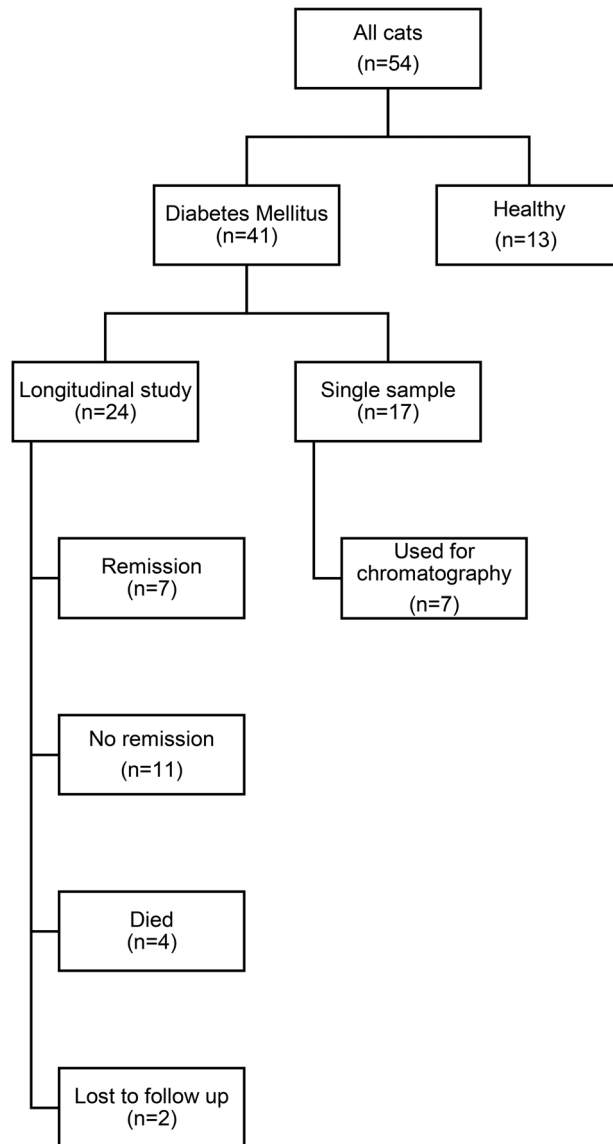 All cats
(n=54)
Diabetes Mellitus
(n=41)
Healthy
(n=13)
Longitudinal study
(n=24)
Single sample
(n=17)
Remission
(n=7)
Used for
chromatography
(n=7)
No remission
(n=11)
Died
(n=4)
Lost to follow up
(n=2)